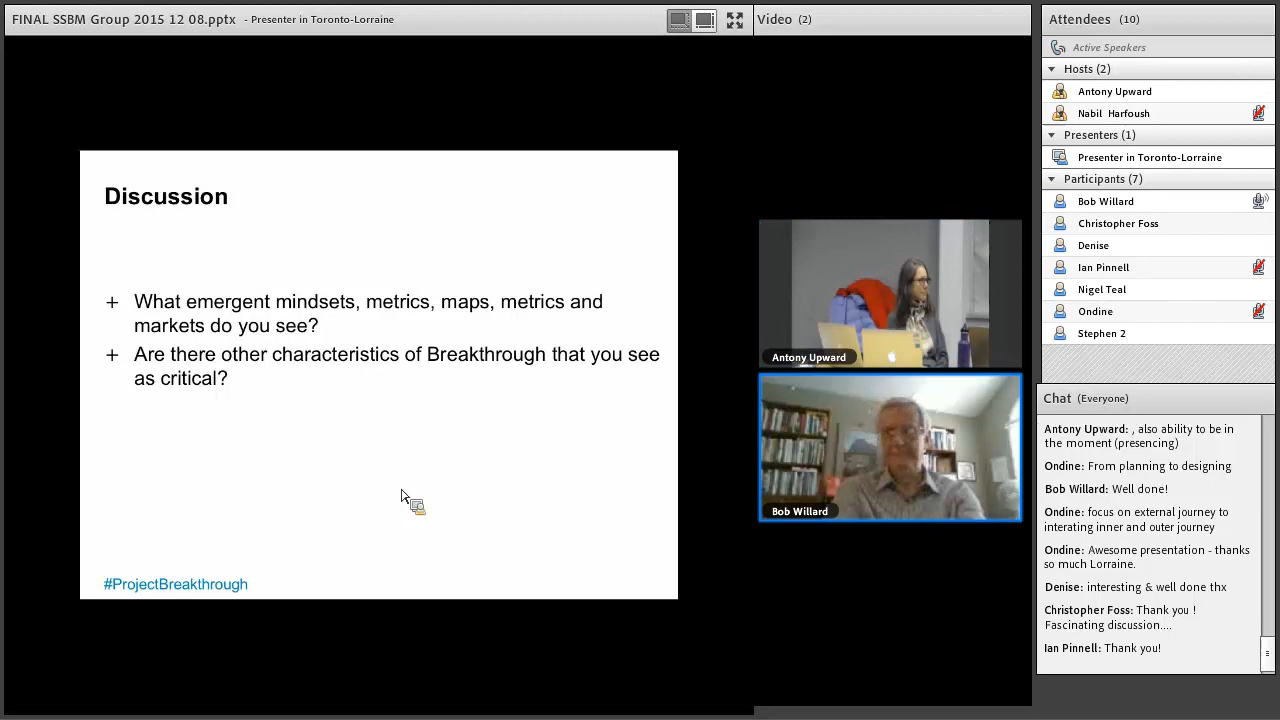 FINAL SSBM Group 2015 12 08.pptx - Presenter in Toronto-Lorraine
Discussion
+ What emergent mindsets, metrics, maps, metrics and
markets do you see?
+ Are there other characteristics of Breakthrough that you see
as critical?
#ProjectBreakthrough
Video (2)
Antony Upward
Bob Willard
Attendees (10)
Active Speakers
Hosts (2)
Antony Upward
Nabil Harfoush
Presenters (1)
Presenter in Toronto-Lorraine
Participants (7)
Bob Willard
Christopher Foss
Denise
Ian Pinnell
Nigel Teal
Ondine
Stephen 2
Chat (Everyone)
Antony Upward: , also ability to be in
the moment (presencing)
Ondine: From planning to designing
Bob Willard: Well done!
Ondine: focus on external journey to
interating inner and outer journey
Ondine: Awesome presentation - thanks
so much Lorraine.
Denise: interesting & well done thx
Christopher Foss: Thank you !
Fascinating discussion....
Ian Pinnell: Thank you!